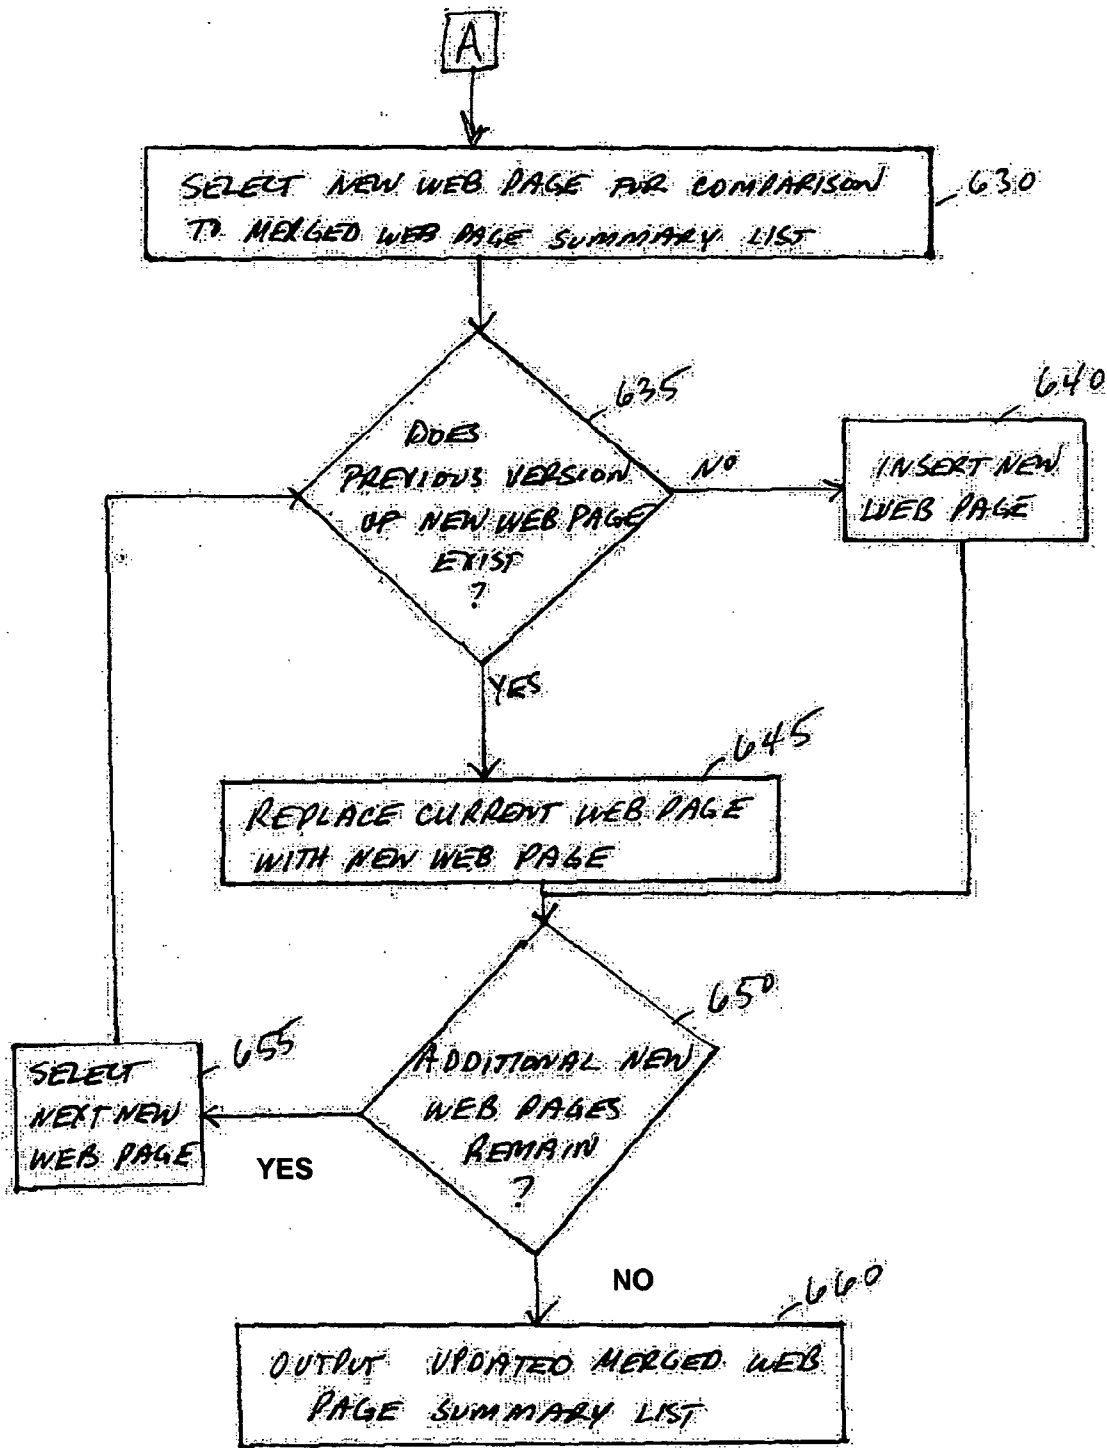 A
SELECT NEW WEB PAGE FOR COMPARISON
TO MERGED WEB PAGE SUMMARY LIST
630
635
DOES
PREVIOUS VERSION
OF NEW WEB PAGE
EXIST
?
NO
640
INSERT NEW
WEB PAGE
YES
645
REPLACE CURRENT WEB PAGE
WITH NEW WEB PAGE
650
ADDITIONAL NEW
WEB PAGES
REMAIN
?
655
SELECT
NEXT NEW
WEB PAGE
YES
NO
660
OUTPUT UPDATED MERGED WEB
PAGE SUMMARY LIST